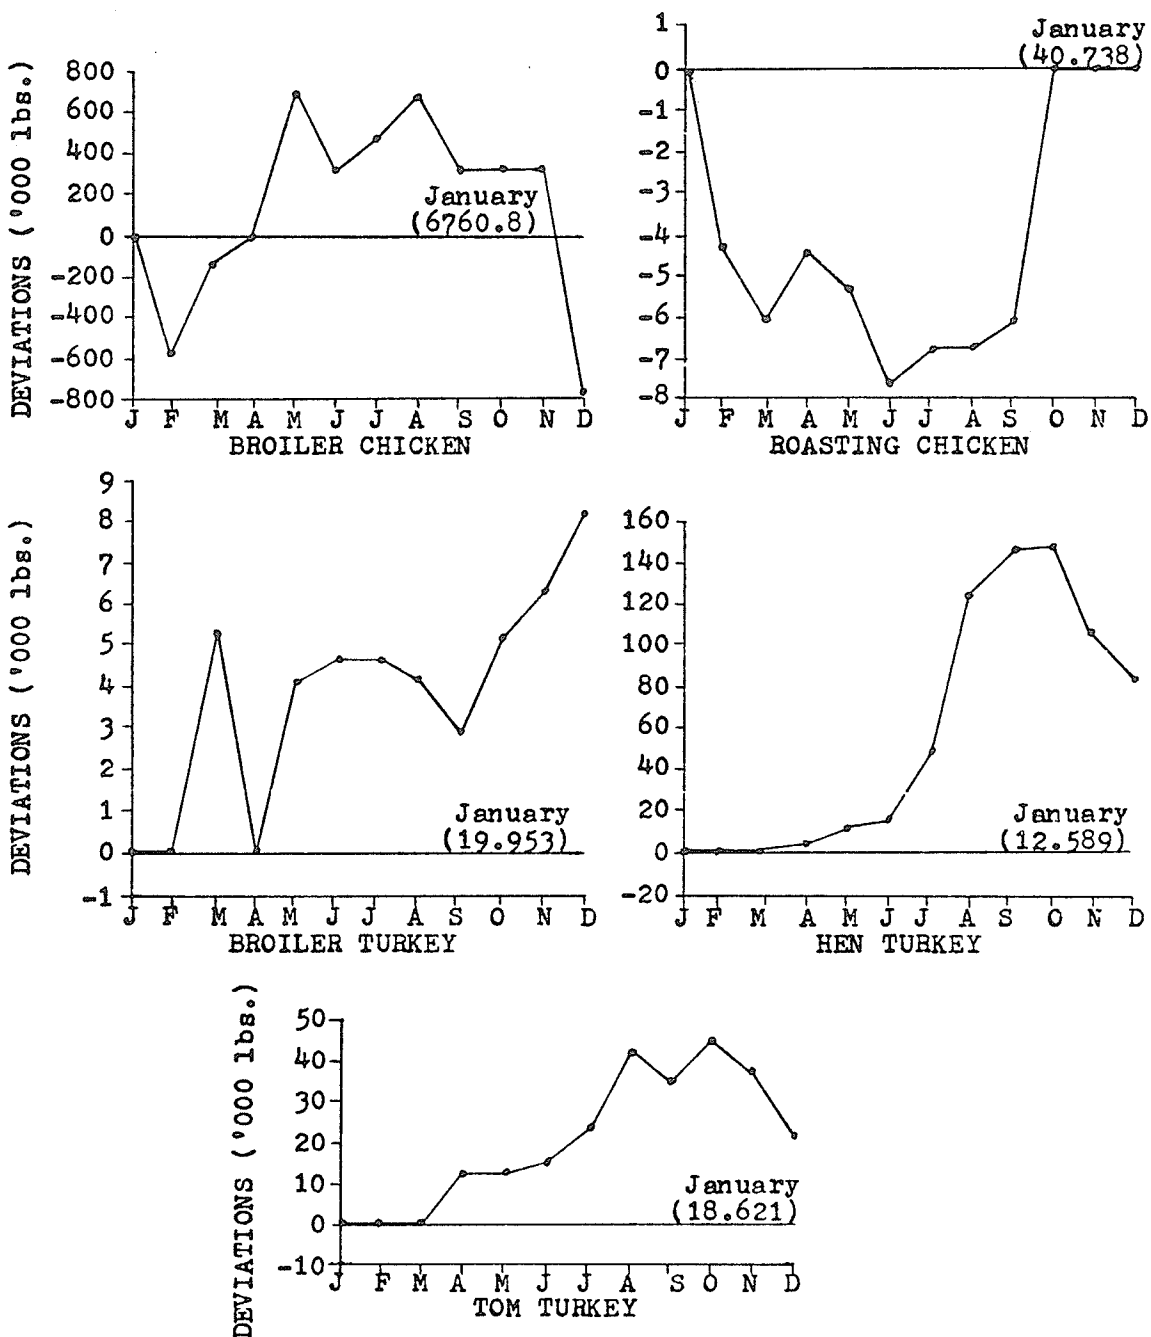 DEVIATIONS ('000 lbs.)
800
600
400
200
0
-200
-400
-600
-800
January
(6760.8)
J F M A M J J A S O N D
BROILER CHICKEN
1
0
-1
-2
-3
-4
-5
-6
-7
-8
January
(40.738)
J F M A M J J A S O N D
ROASTING CHICKEN
DEVIATIONS ('000 lbs.)
9
8
7
6
5
4
3
2
1
0
-1
January
(19.953)
J F M A M J J A S O N D
BROILER TURKEY
160
140
120
100
80
60
40
20
0
-20
January
(12.589)
J F M A M J J A S O N D
HEN TURKEY
DEVIATIONS ('000 lbs.)
50
40
30
20
10
0
-10
January
(18.621)
J F M A M J J A S O N D
TOM TURKEY